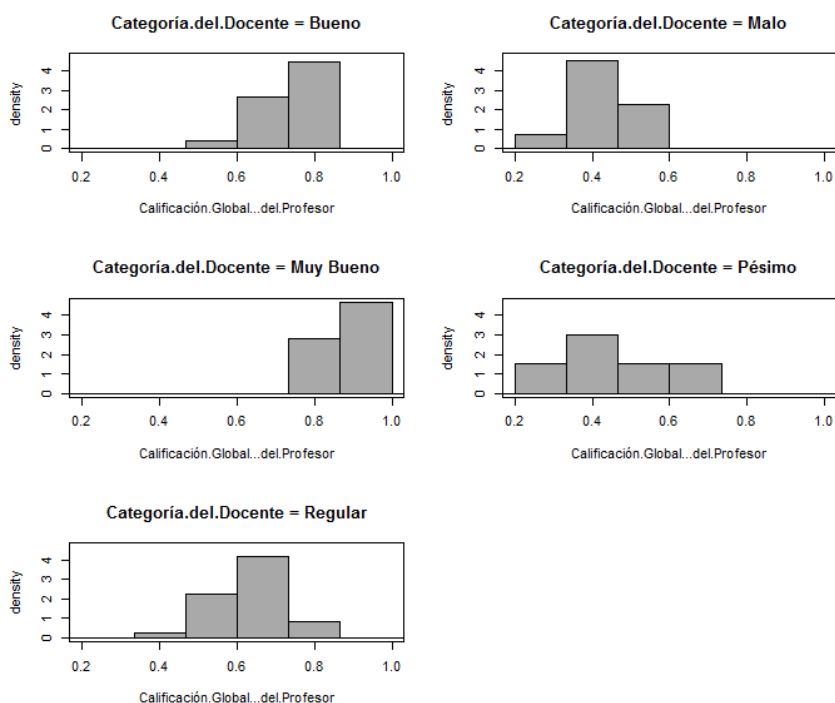 Categoría.del.Docente = Bueno
density
0 1 2 3 4
0.2 0.4 0.6 0.8 1.0
Calificación.Global...del.Profesor
Categoría.del.Docente = Malo
density
0 1 2 3 4
0.2 0.4 0.6 0.8 1.0
Calificación.Global...del.Profesor
Categoría.del.Docente = Muy Bueno
density
0 1 2 3 4
0.2 0.4 0.6 0.8 1.0
Calificación.Global...del.Profesor
Categoría.del.Docente = Pésimo
density
0 1 2 3 4
0.2 0.4 0.6 0.8 1.0
Calificación.Global...del.Profesor
Categoría.del.Docente = Regular
density
0 1 2 3 4
0.2 0.4 0.6 0.8 1.0
Calificación.Global...del.Profesor